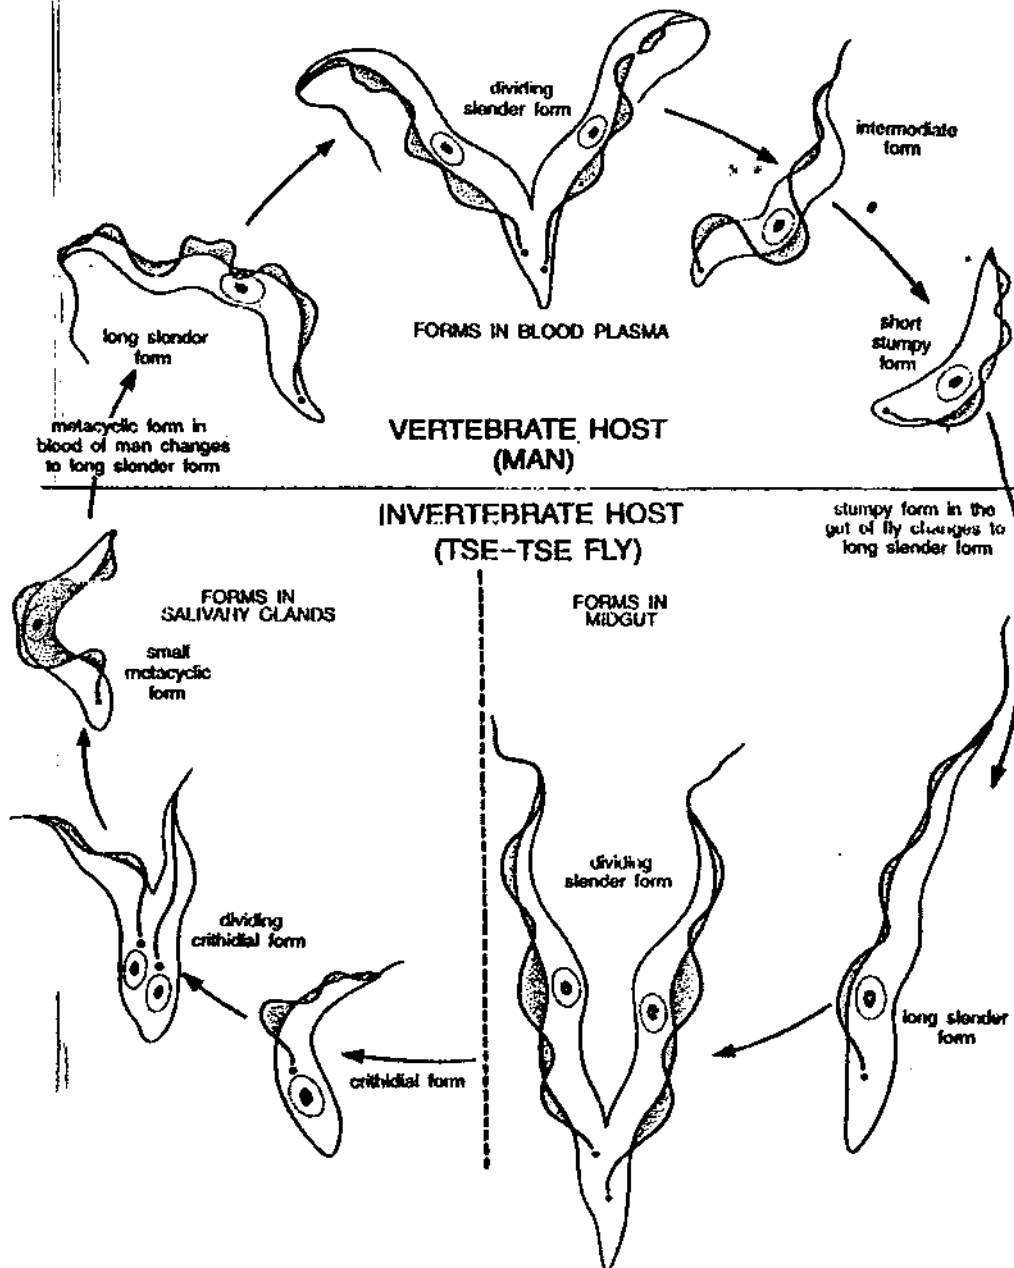 dividing
slender form
intermediate
form
long slondor
form
FORMS IN BLOOD PLASMA
short
stumpy
form
metacyclic form in
blood of man changes
to long slender form
VERTEBRATE HOST
(MAN)
INVERTEBRATE HOST
(TSE-TSE FLY)
stumpy form in the
gut of fly changes to
long slender form
FORMS IN
SALIVARY GLANDS
FORMS IN
MIDGUT
small
metacyclic
form
dividing
slender form
dividing
crithidial form
long slender
form
crithidial form